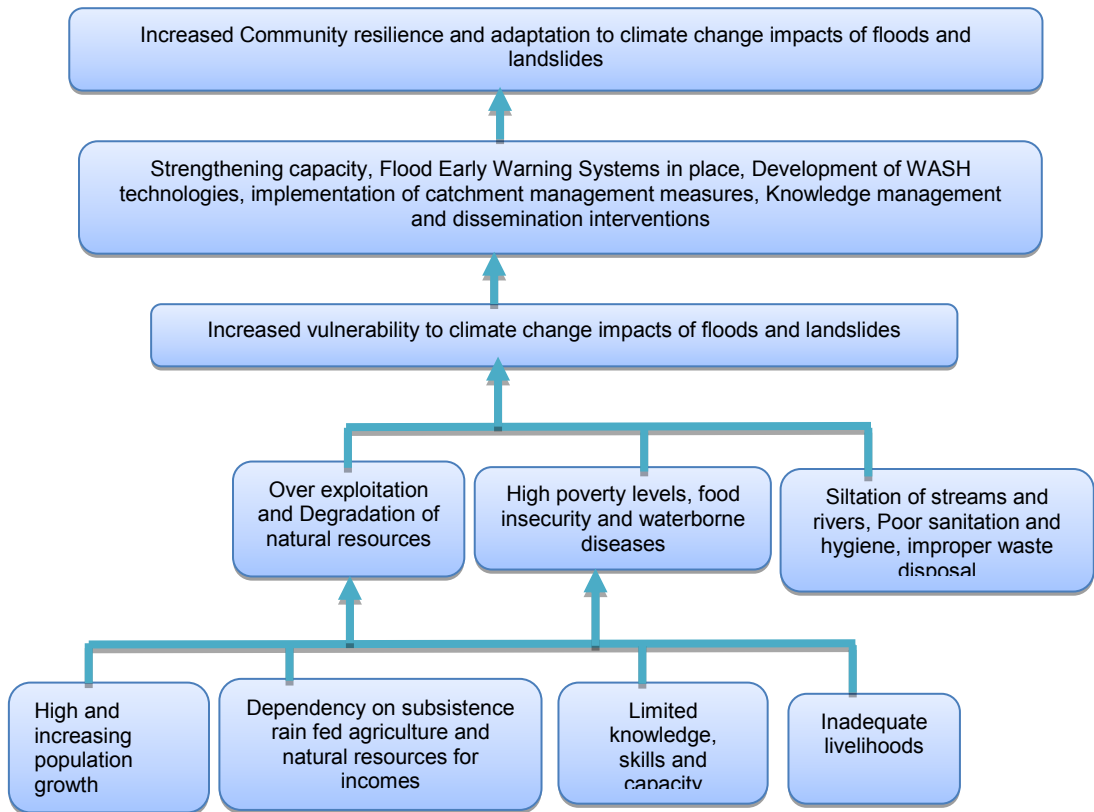 Increased Community resilience and adaptation to climate change impacts of floods and
landslides
Strengthening capacity, Flood Early Warning Systems in place, Development of WASH
technologies, implementation of catchment management measures, Knowledge management
and dissemination interventions
Increased vulnerability to climate change impacts of floods and landslides
Over exploitation
and Degradation of
natural resources
High poverty levels, food
insecurity and waterborne
diseases
Siltation of streams and
rivers, Poor sanitation and
hygiene, improper waste
disposal
High and
increasing
population
growth
Dependency on subsistence
rain fed agriculture and
natural resources for
incomes
Limited
knowledge,
skills and
capacity
Inadequate
livelihoods